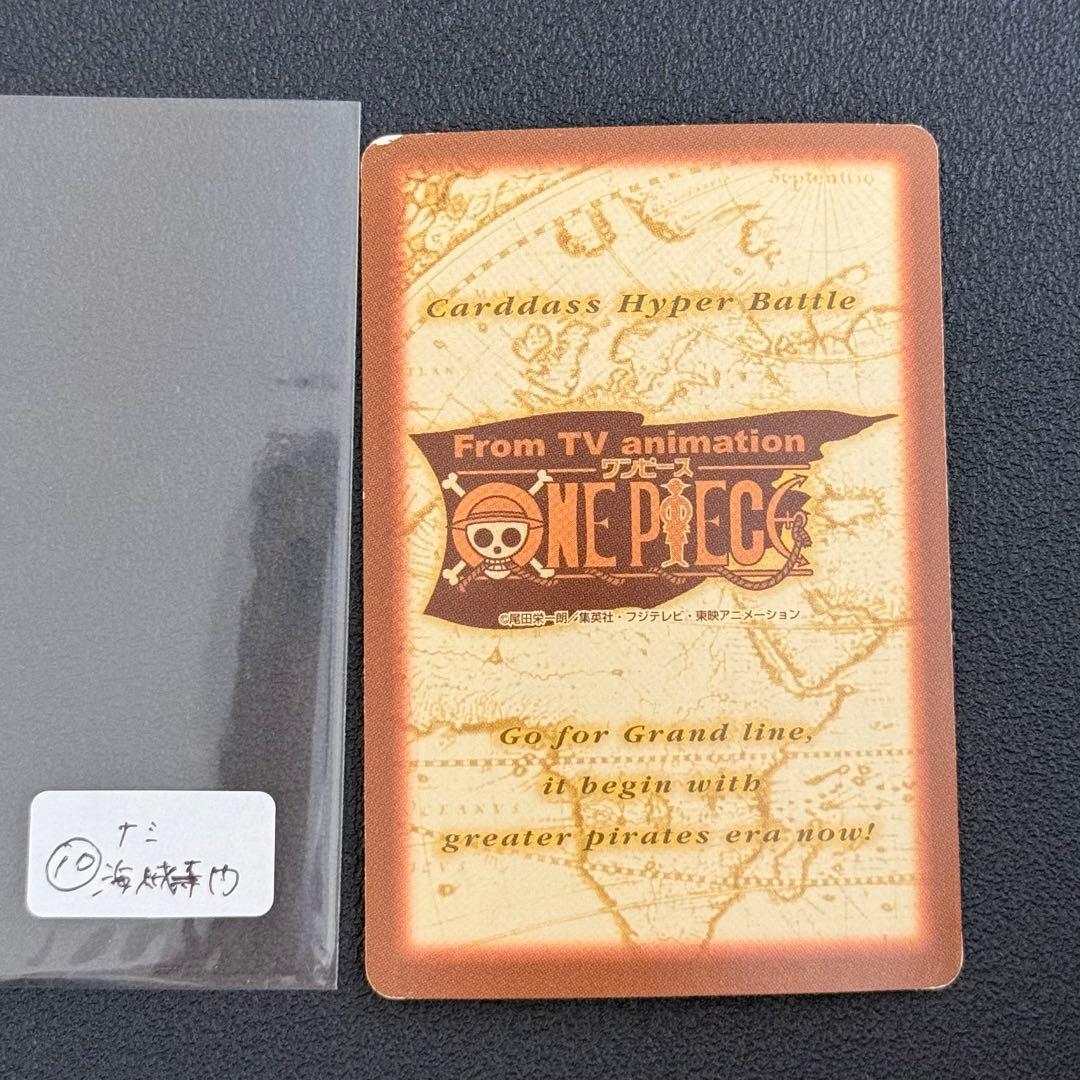 Septentrio
Carddass Hyper Battle
From TV animation
ワンピース
ONE PIECE
©尾田栄一郎/集英社・フジテレビ・東映アニメーション
Go for Grand line,
it begin with
greater pirates era now!
ナミ
⑩ 海賊専門